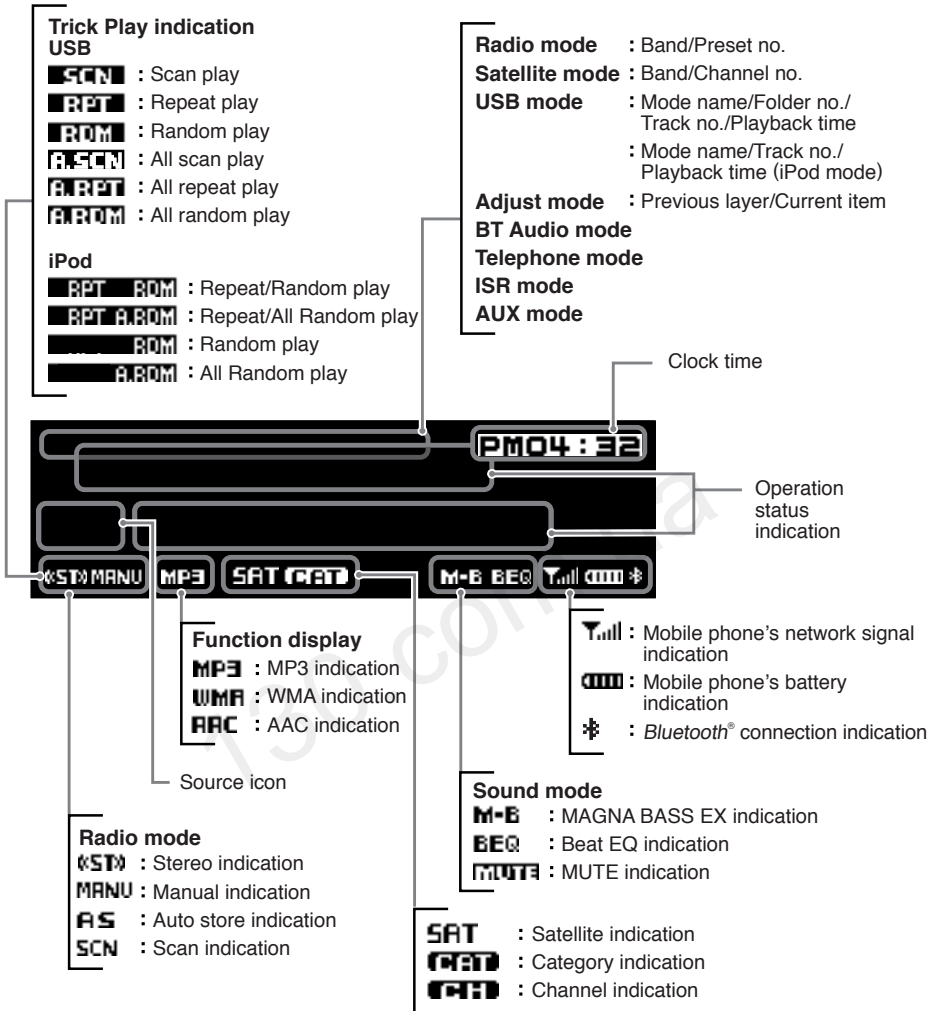 Trick Play indication
USB
SCN : Scan play
RPT : Repeat play
RDM : Random play
A.SCN : All scan play
A.RPT : All repeat play
A.RDM : All random play
iPod
RPT RDM : Repeat/Random play
RPT A.RDM : Repeat/All Random play
RDM : Random play
A.RDM : All Random play
Radio mode : Band/Preset no.
Satellite mode : Band/Channel no.
USB mode : Mode name/Folder no./
Track no./Playback time
: Mode name/Track no./
Playback time (iPod mode)
Adjust mode : Previous layer/Current item
BT Audio mode
Telephone mode
ISR mode
AUX mode
Clock time
PM04:32
Operation
status
indication
ST MANU MP3 SAT CAT M-B BEQ
Function display
MP3 : MP3 indication
WMA : WMA indication
AAC : AAC indication
Source icon
Radio mode
ST : Stereo indication
MANU : Manual indication
AS : Auto store indication
SCN : Scan indication
: Mobile phone's network signal
indication
: Mobile phone's battery
indication
: Bluetooth® connection indication
Sound mode
M-B : MAGNA BASS EX indication
BEQ : Beat EQ indication
MUTE : MUTE indication
SAT : Satellite indication
CAT : Category indication
CH : Channel indication